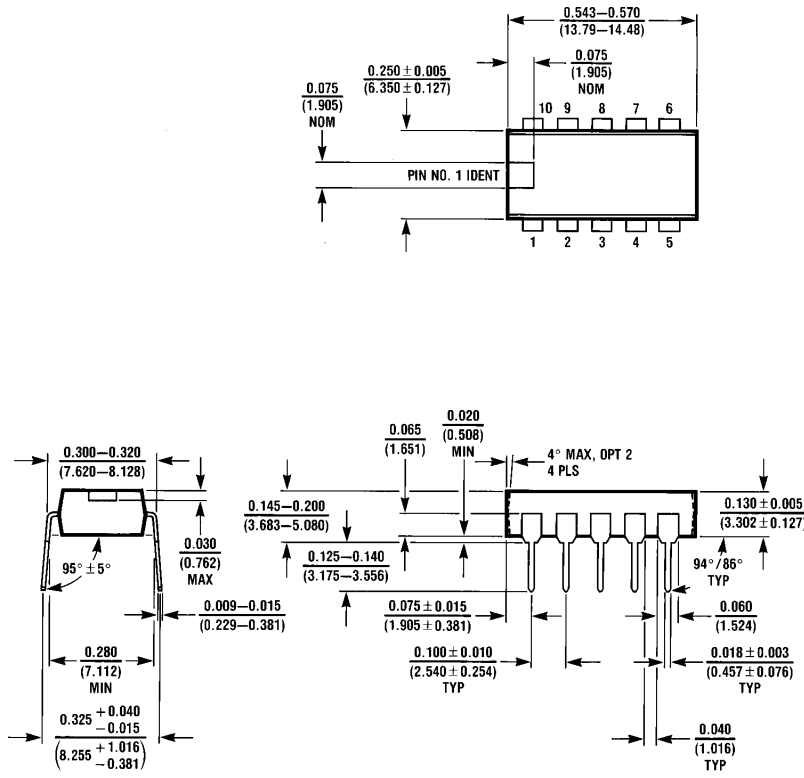 0.543–0.570
(13.79–14.48)
0.075
(1.905)
NOM
0.250 ± 0.005
(6.350 ± 0.127)
0.075
(1.905)
NOM
10 9 8 7 6
PIN NO. 1 IDENT
1 2 3 4 5
0.300–0.320
(7.620–8.128)
0.065
(1.651)
0.020
(0.508)
MIN
4° MAX, OPT 2
4 PLS
0.145–0.200
(3.683–5.080)
0.130 ± 0.005
(3.302 ± 0.127)
0.030
(0.762)
MAX
95° ± 5°
0.125–0.140
(3.175–3.556)
94°/86°
TYP
0.009–0.015
(0.229–0.381)
0.075 ± 0.015
(1.905 ± 0.381)
0.060
(1.524)
0.280
(7.112)
MIN
0.100 ± 0.010
(2.540 ± 0.254)
TYP
0.018 ± 0.003
(0.457 ± 0.076)
TYP
0.325 + 0.040
− 0.015
(8.255 + 1.016
− 0.381)
0.040
(1.016)
TYP